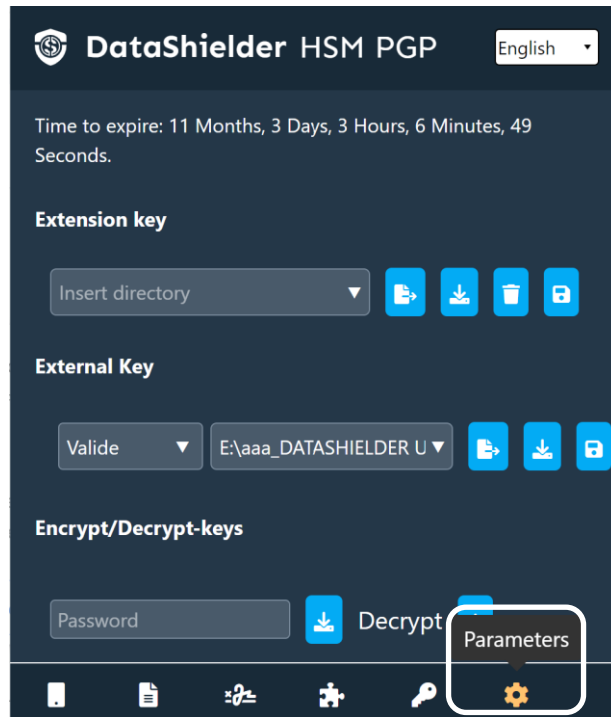 DataShielder HSM PGP
English
Time to expire: 11 Months, 3 Days, 3 Hours, 6 Minutes, 49
Seconds.
Extension key
Insert directory
External Key
Valide
E:\aaa_DATASHIELDER U
Encrypt/Decrypt-keys
Password
Decrypt
Parameters